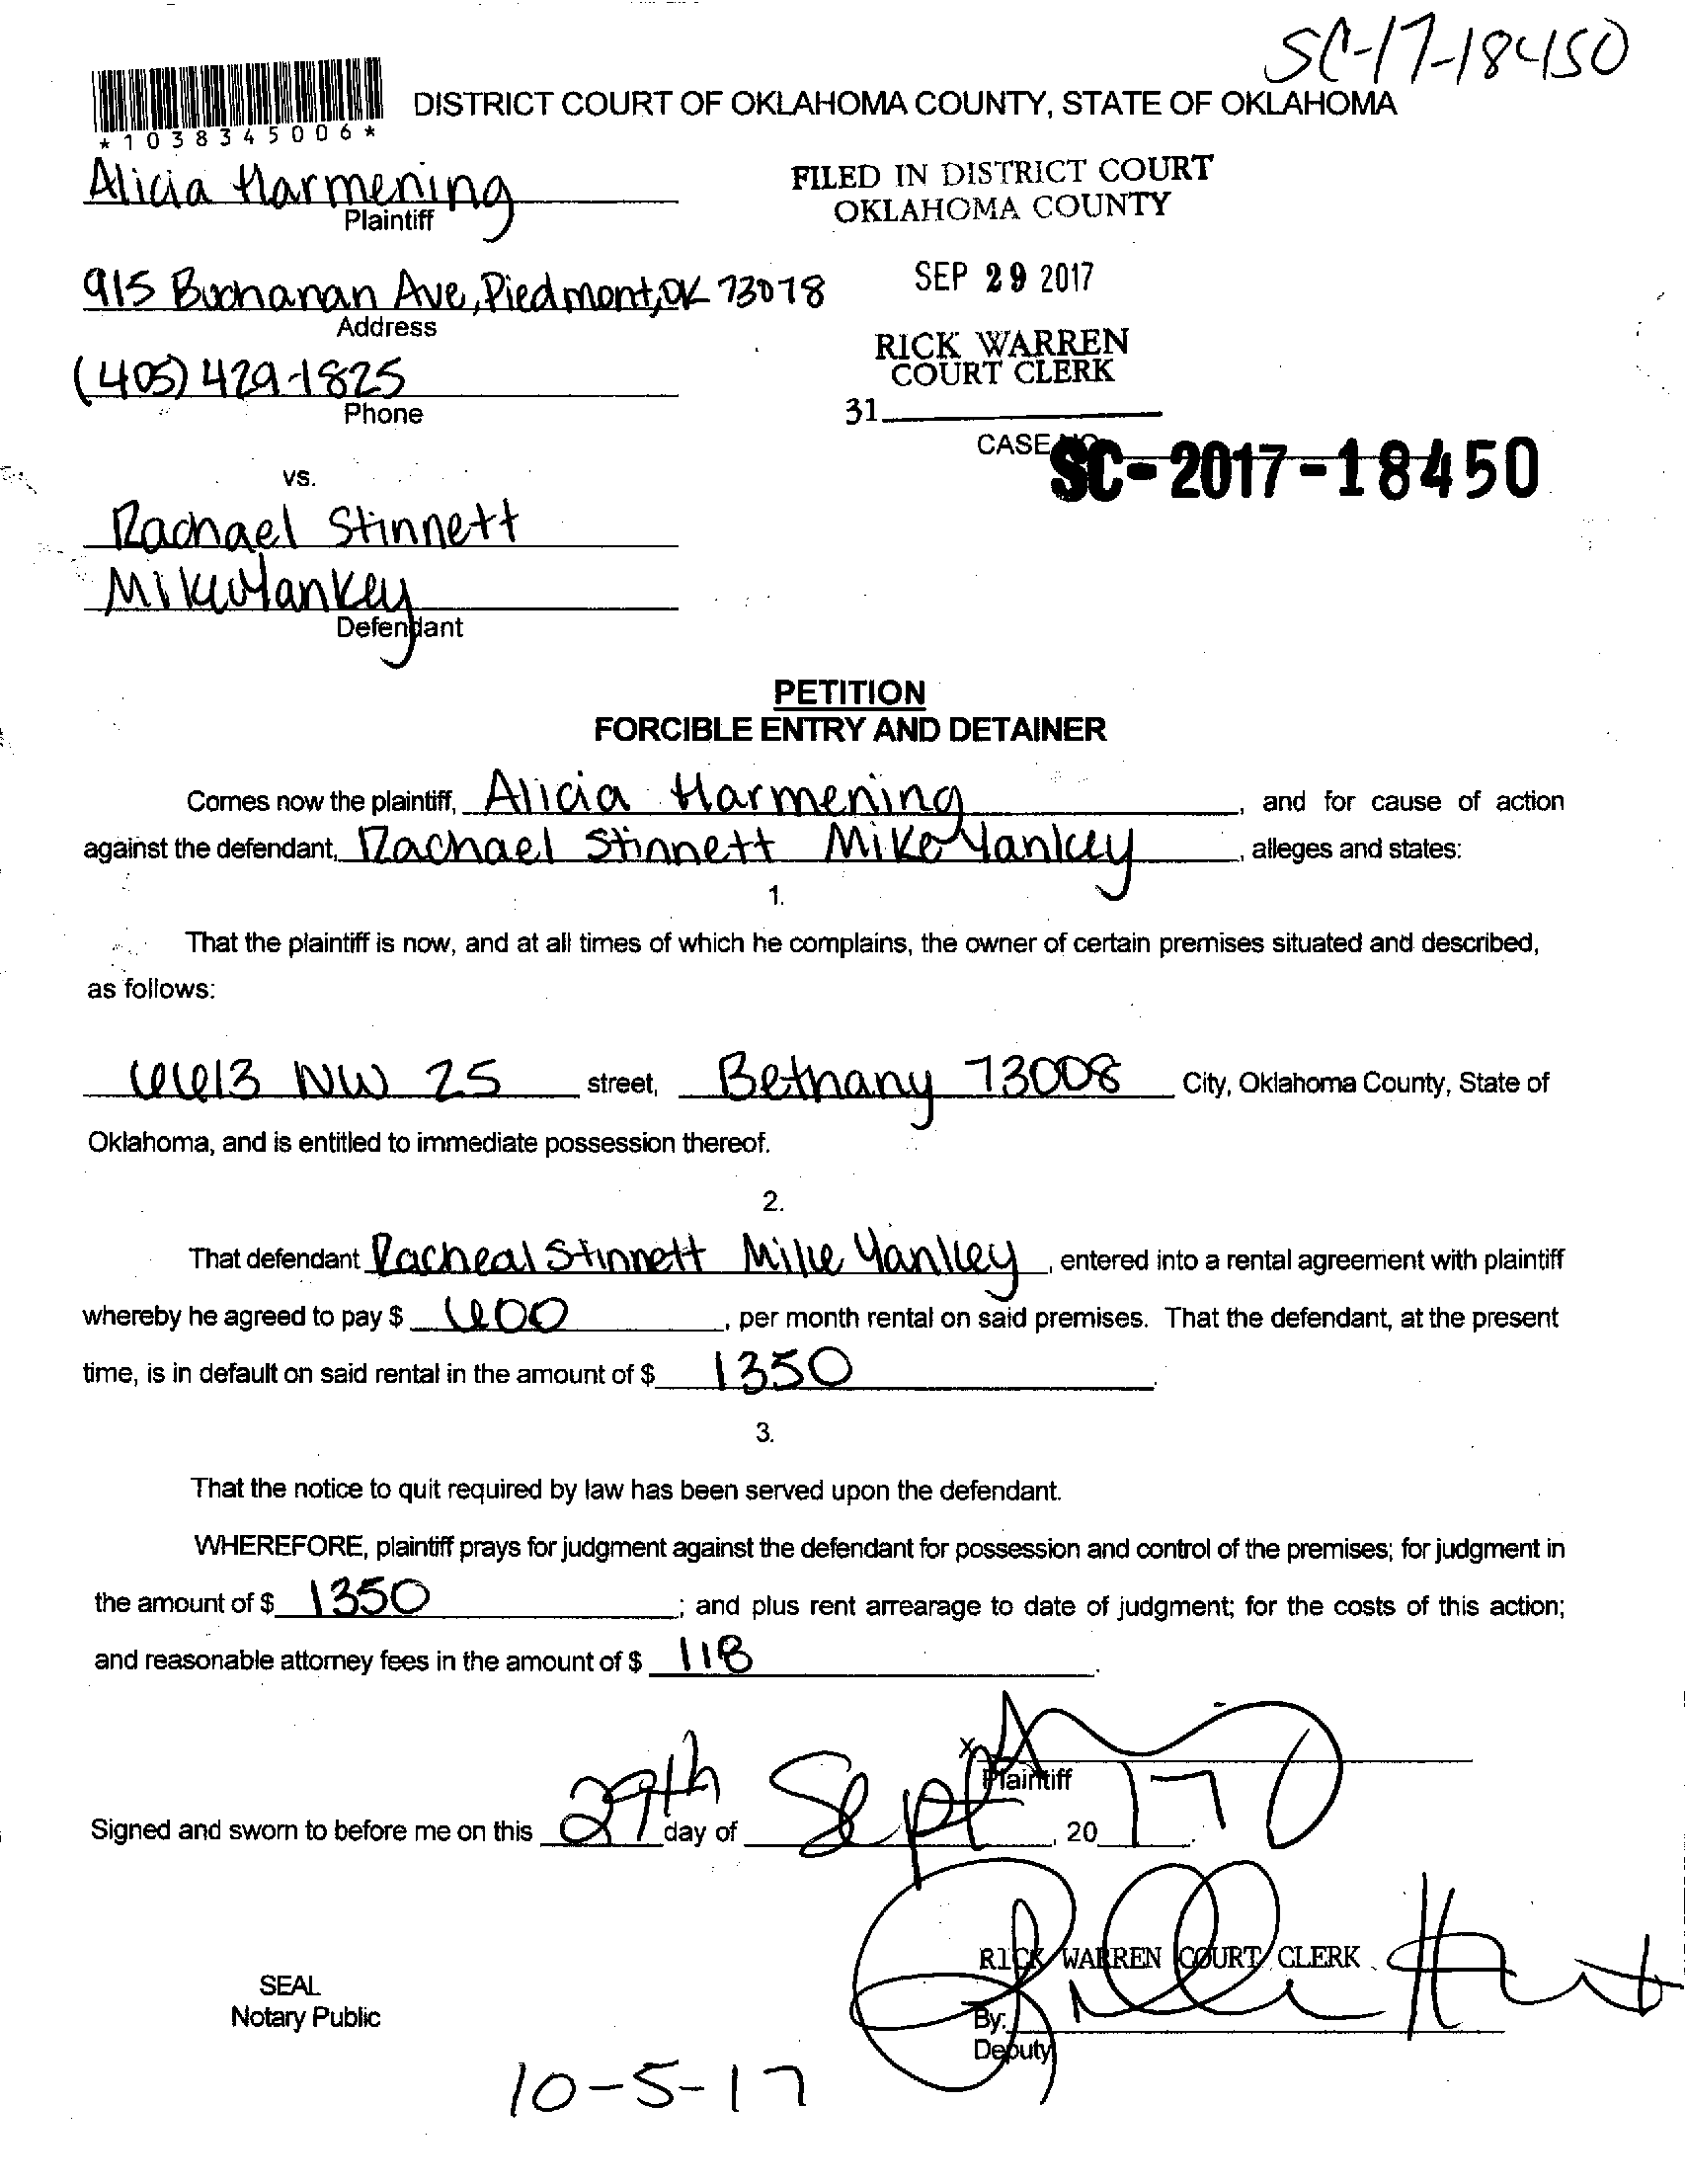 SC-17-18450
*1038345006*
DISTRICT COURT OF OKLAHOMA COUNTY, STATE OF OKLAHOMA
Alicia Harmening
Plaintiff
FILED IN DISTRICT COURT
OKLAHOMA COUNTY
915 Buchanan Ave, Piedmont, OK 73078
Address
SEP 29 2017
(405) 429-1825
Phone
RICK WARREN
COURT CLERK
31
CASE NO. SC-2017-18450
vs.
Rachael Stinnett
Mike Yankey
Defendant
PETITION
FORCIBLE ENTRY AND DETAINER
Comes now the plaintiff, Alicia Harmening, and for cause of action
against the defendant, Rachael Stinnett Mike Yankey, alleges and states:
1.
That the plaintiff is now, and at all times of which he complains, the owner of certain premises situated and described,
as follows:
6613 NW 25 street, Bethany 73008 City, Oklahoma County, State of
Oklahoma, and is entitled to immediate possession thereof.
2.
That defendant Racheal Stinnett Mike Yankey, entered into a rental agreement with plaintiff
whereby he agreed to pay $ 600, per month rental on said premises. That the defendant, at the present
time, is in default on said rental in the amount of $ 1350.
3.
That the notice to quit required by law has been served upon the defendant.
WHEREFORE, plaintiff prays for judgment against the defendant for possession and control of the premises; for judgment in
the amount of $ 1350; and plus rent arrearage to date of judgment; for the costs of this action;
and reasonable attorney fees in the amount of $ 118.
x
Plaintiff
Signed and sworn to before me on this 29th day of Sept, 2017.
RICK WARREN COURT CLERK
SEAL
Notary Public
By:
Deputy
10-5-17